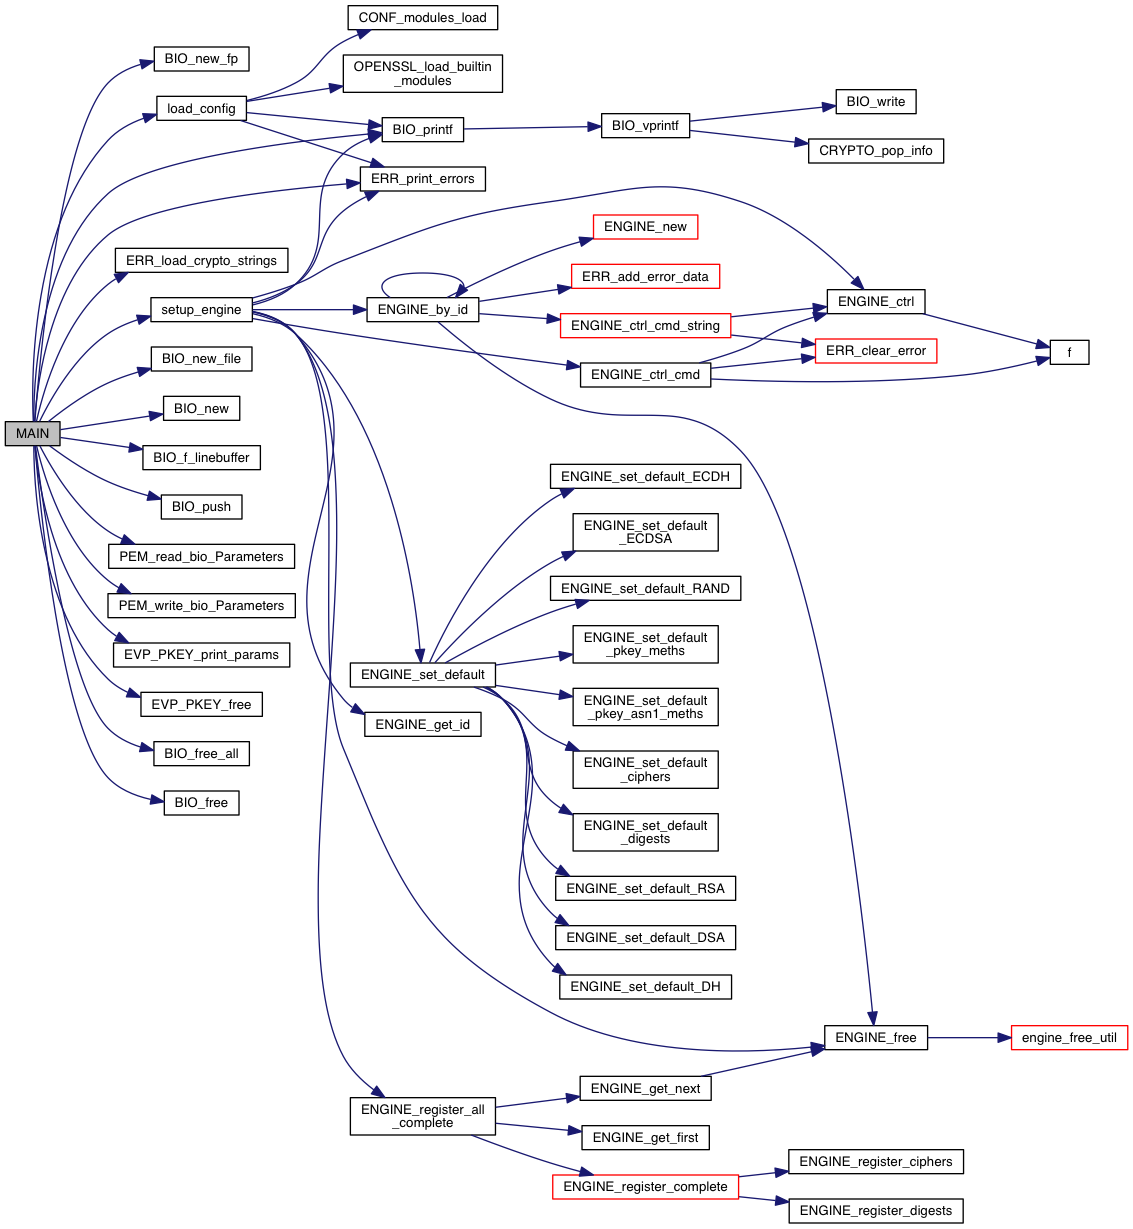 CONF_modules_load
BIO_new_fp
OPENSSL_load_builtin
_modules
load_config
BIO_write
BIO_printf
BIO_vprintf
CRYPTO_pop_info
ERR_print_errors
ENGINE_new
ERR_load_crypto_strings
ERR_add_error_data
setup_engine
ENGINE_by_id
ENGINE_ctrl
ENGINE_ctrl_cmd_string
BIO_new_file
ERR_clear_error
f
ENGINE_ctrl_cmd
BIO_new
MAIN
BIO_f_linebuffer
ENGINE_set_default_ECDH
BIO_push
ENGINE_set_default
_ECDSA
PEM_read_bio_Parameters
ENGINE_set_default_RAND
PEM_write_bio_Parameters
ENGINE_set_default
_pkey_meths
EVP_PKEY_print_params
ENGINE_set_default
EVP_PKEY_free
ENGINE_set_default
_pkey_asn1_meths
ENGINE_get_id
BIO_free_all
ENGINE_set_default
_ciphers
BIO_free
ENGINE_set_default
_digests
ENGINE_set_default_RSA
ENGINE_set_default_DSA
ENGINE_set_default_DH
ENGINE_free
engine_free_util
ENGINE_get_next
ENGINE_register_all
_complete
ENGINE_get_first
ENGINE_register_ciphers
ENGINE_register_complete
ENGINE_register_digests